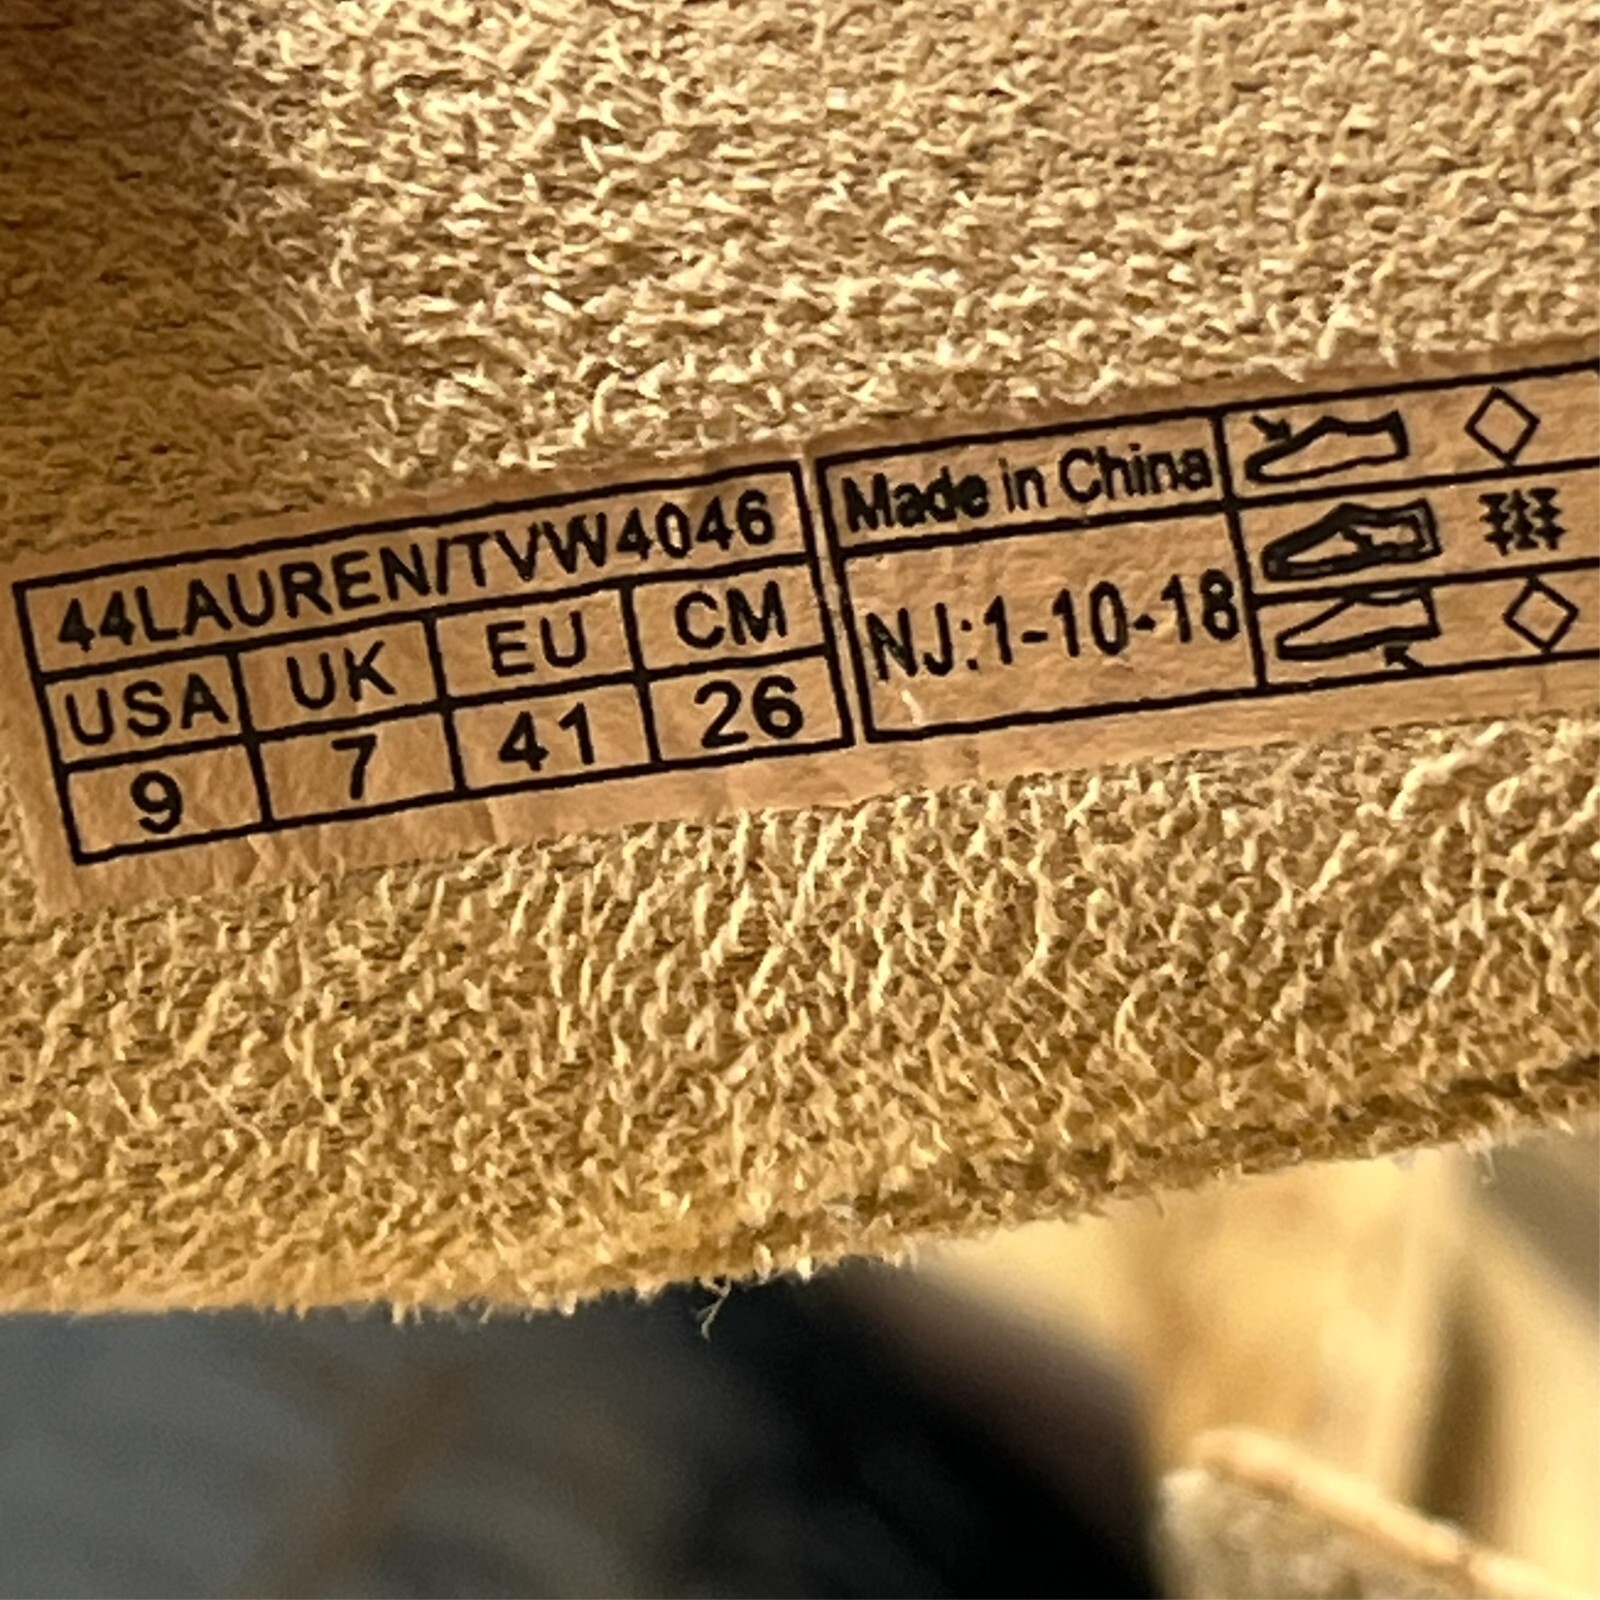 44LAUREN/TVW4046
USA UK EU CM
9 7 41 26
Made in China
NJ:1-10-18